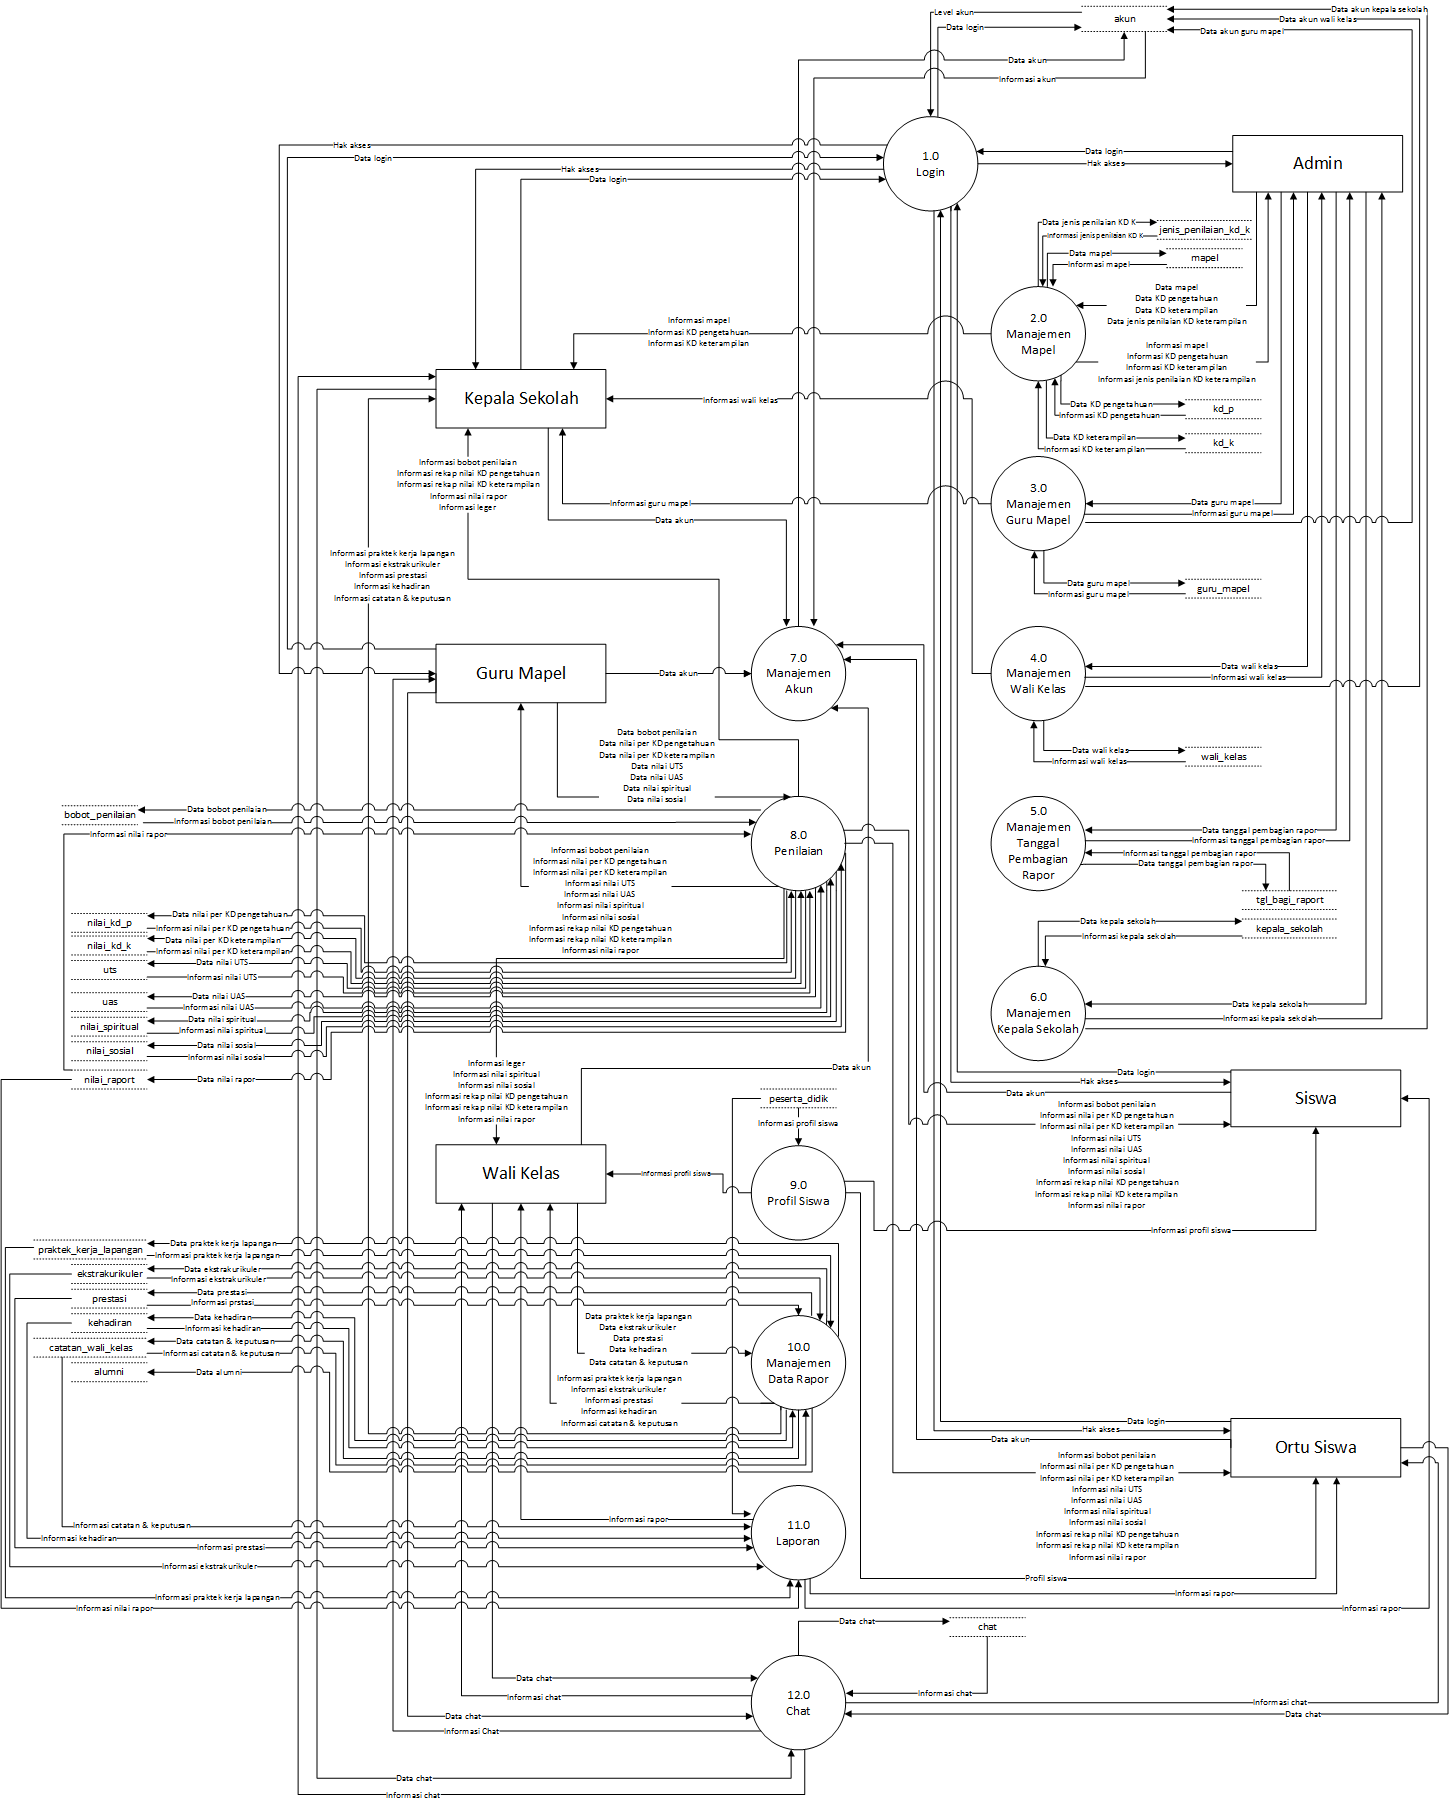 Level akun
akun
Data akun kepala sekolah
Data akun wali kelas
Data login
Data akun guru mapel
Data akun
Informasi akun
Hak akses
Data login
Hak akses
Data login
1.0
Login
Data login
Hak akses
Admin
Data jenis penilaian KD K
Informasi jenis penilaian KD K
jenis_penilaian_kd_k
Data mapel
Informasi mapel
mapel
Data mapel
Data KD pengetahuan
Data KD keterampilan
Data jenis penilaian KD keterampilan
2.0
Manajemen
Mapel
Informasi mapel
Informasi KD pengetahuan
Informasi KD keterampilan
Informasi mapel
Informasi KD pengetahuan
Informasi KD keterampilan
Informasi jenis penilaian KD keterampilan
Kepala Sekolah
Informasi wali kelas
Data KD pengetahuan
Informasi KD pengetahuan
kd_p
Data KD keterampilan
Informasi KD keterampilan
kd_k
Informasi bobot penilaian
Informasi rekap nilai KD pengetahuan
Informasi rekap nilai KD keterampilan
Informasi nilai rapor
Informasi leger
3.0
Manajemen
Guru Mapel
Informasi guru mapel
Data guru mapel
Informasi guru mapel
Data akun
Informasi praktek kerja lapangan
Informasi ekstrakurikuler
Informasi prestasi
Informasi kehadiran
Informasi catatan & keputusan
Data guru mapel
Informasi guru mapel
guru_mapel
Guru Mapel
Data akun
7.0
Manajemen
Akun
4.0
Manajemen
Wali Kelas
Data wali kelas
Informasi wali kelas
Data bobot penilaian
Data nilai per KD pengetahuan
Data nilai per KD keterampilan
Data nilai UTS
Data nilai UAS
Data nilai spiritual
Data nilai sosial
Data wali kelas
Informasi wali kelas
wali_kelas
bobot_penilaian
Data bobot penilaian
Informasi bobot penilaian
Informasi nilai rapor
8.0
Penilaian
5.0
Manajemen
Tanggal
Pembagian
Rapor
Data tanggal pembagian rapor
Informasi tanggal pembagian rapor
Informasi tanggal pembagian rapor
Data tanggal pembagian rapor
tgl_bagi_raport
Informasi bobot penilaian
Informasi nilai per KD pengetahuan
Informasi nilai per KD keterampilan
Informasi nilai UTS
Informasi nilai UAS
Informasi nilai spiritual
Informasi nilai sosial
Informasi rekap nilai KD pengetahuan
Informasi rekap nilai KD keterampilan
Informasi nilai rapor
nilai_kd_p
Data nilai per KD pengetahuan
Informasi nilai per KD pengetahuan
nilai_kd_k
Data nilai per KD keterampilan
Informasi nilai per KD keterampilan
uts
Data nilai UTS
Informasi nilai UTS
uas
Data nilai UAS
Informasi nilai UAS
nilai_spiritual
Data nilai spiritual
Informasi nilai spiritual
nilai_sosial
Data nilai sosial
Informasi nilai sosial
nilai_raport
Data nilai rapor
Data kepala sekolah
Informasi kepala sekolah
kepala_sekolah
6.0
Manajemen
Kepala Sekolah
Data kepala sekolah
Informasi kepala sekolah
Informasi leger
Informasi nilai spiritual
Informasi nilai sosial
Informasi rekap nilai KD pengetahuan
Informasi rekap nilai KD keterampilan
Informasi nilai rapor
Data akun
Data login
Hak akses
Data akun
Siswa
peserta_didik
Informasi profil siswa
Informasi bobot penilaian
Informasi nilai per KD pengetahuan
Informasi nilai per KD keterampilan
Informasi nilai UTS
Informasi nilai UAS
Informasi nilai spiritual
Informasi nilai sosial
Informasi rekap nilai KD pengetahuan
Informasi rekap nilai KD keterampilan
Informasi nilai rapor
Wali Kelas
Informasi profil siswa
9.0
Profil Siswa
Informasi profil siswa
praktek_kerja_lapangan
Data praktek kerja lapangan
Informasi praktek kerja lapangan
ekstrakurikuler
Data ekstrakurikuler
Informasi ekstrakurikuler
prestasi
Data prestasi
Informasi prstasi
kehadiran
Data kehadiran
Informasi kehadiran
catatan_wali_kelas
Data catatan & keputusan
Informasi catatan & keputusan
alumni
Data alumni
Data praktek kerja lapangan
Data ekstrakurikuler
Data prestasi
Data kehadiran
Data catatan & keputusan
10.0
Manajemen
Data Rapor
Informasi praktek kerja lapangan
Informasi ekstrakurikuler
Informasi prestasi
Informasi kehadiran
Informasi catatan & keputusan
Data login
Hak akses
Data akun
Ortu Siswa
Informasi bobot penilaian
Informasi nilai per KD pengetahuan
Informasi nilai per KD keterampilan
Informasi nilai UTS
Informasi nilai UAS
Informasi nilai spiritual
Informasi nilai sosial
Informasi rekap nilai KD pengetahuan
Informasi rekap nilai KD keterampilan
Informasi nilai rapor
Informasi rapor
11.0
Laporan
Informasi catatan & keputusan
Informasi kehadiran
Informasi prestasi
Informasi ekstrakurikuler
Informasi praktek kerja lapangan
Informasi nilai rapor
Profil siswa
Informasi rapor
Informasi rapor
Data chat
chat
Data chat
Informasi chat
Informasi chat
12.0
Chat
Informasi chat
Data chat
Data chat
Informasi Chat
Data chat
Informasi chat